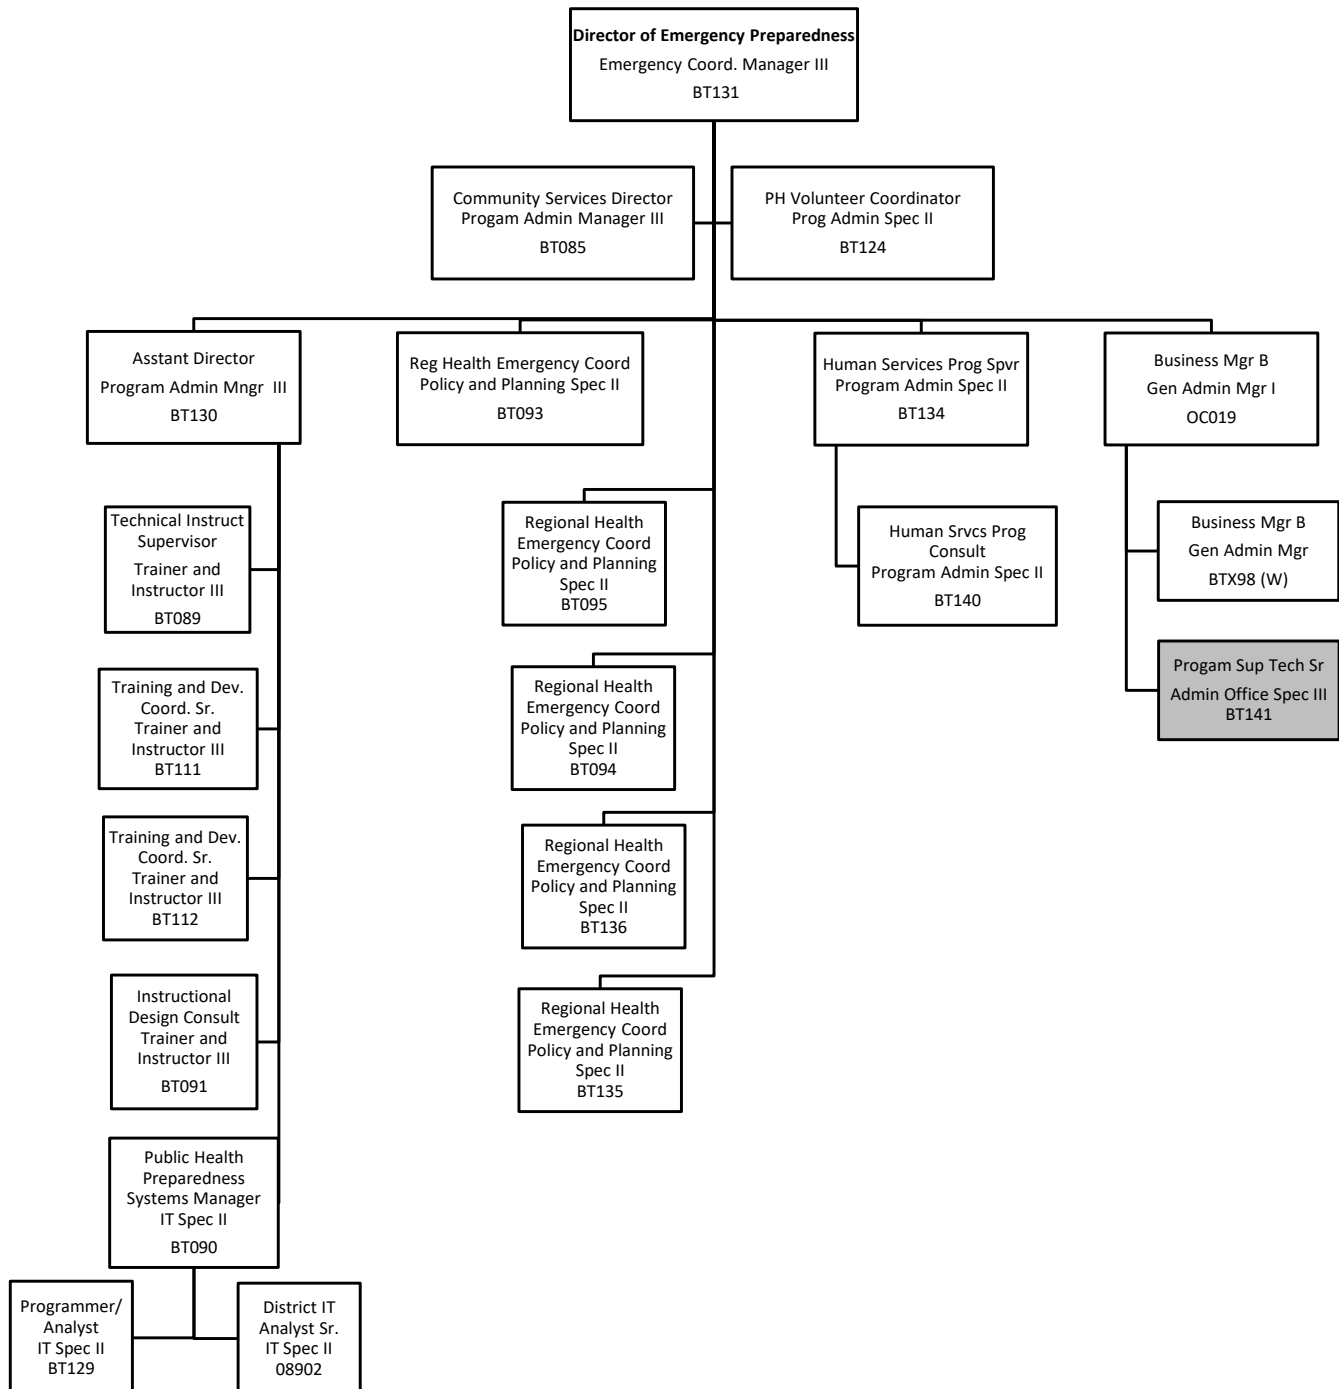 Director of Emergency Preparedness
Emergency Coord. Manager III
BT131
Community Services Director
Progam Admin Manager III
BT085
PH Volunteer Coordinator
Prog Admin Spec II
BT124
Asstant Director
Program Admin Mngr III
BT130
Reg Health Emergency Coord
Policy and Planning Spec II
BT093
Human Services Prog Spvr
Program Admin Spec II
BT134
Business Mgr B
Gen Admin Mgr I
OC019
Technical Instruct
Supervisor
Trainer and
Instructor III
BT089
Regional Health
Emergency Coord
Policy and Planning
Spec II
BT095
Human Srvcs Prog
Consult
Program Admin Spec II
BT140
Business Mgr B
Gen Admin Mgr
BTX98 (W)
Training and Dev.
Coord. Sr.
Trainer and
Instructor III
BT111
Regional Health
Emergency Coord
Policy and Planning
Spec II
BT094
Progam Sup Tech Sr
Admin Office Spec III
BT141
Training and Dev.
Coord. Sr.
Trainer and
Instructor III
BT112
Regional Health
Emergency Coord
Policy and Planning
Spec II
BT136
Instructional
Design Consult
Trainer and
Instructor III
BT091
Regional Health
Emergency Coord
Policy and Planning
Spec II
BT135
Public Health
Preparedness
Systems Manager
IT Spec II
BT090
Programmer/
Analyst
IT Spec II
BT129
District IT
Analyst Sr.
IT Spec II
08902